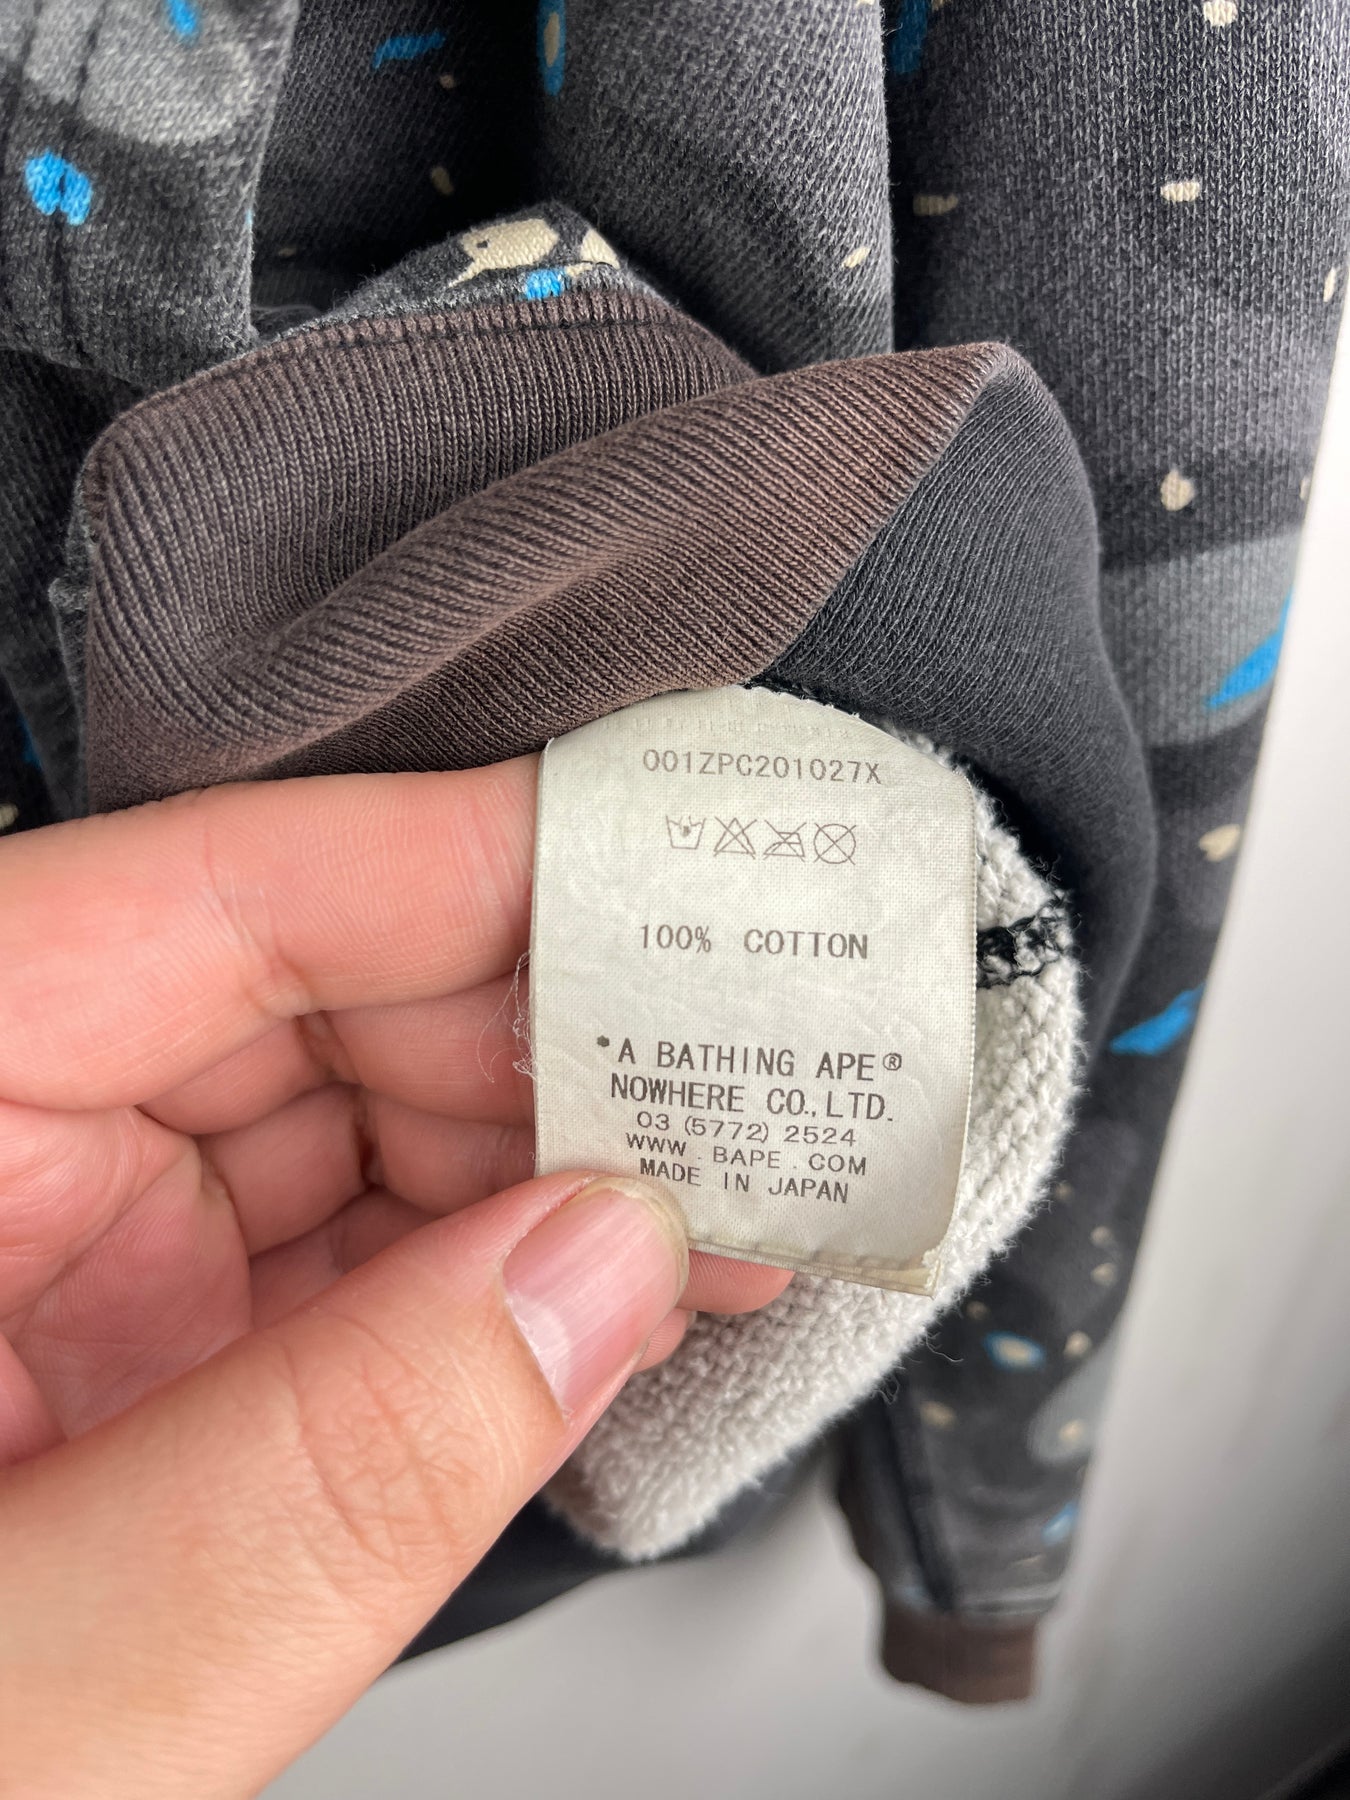 001ZPC201027X
100% COTTON
*A BATHING APE®
NOWHERE CO., LTD.
03 (5772) 2524
WWW . BAPE . COM
MADE IN JAPAN